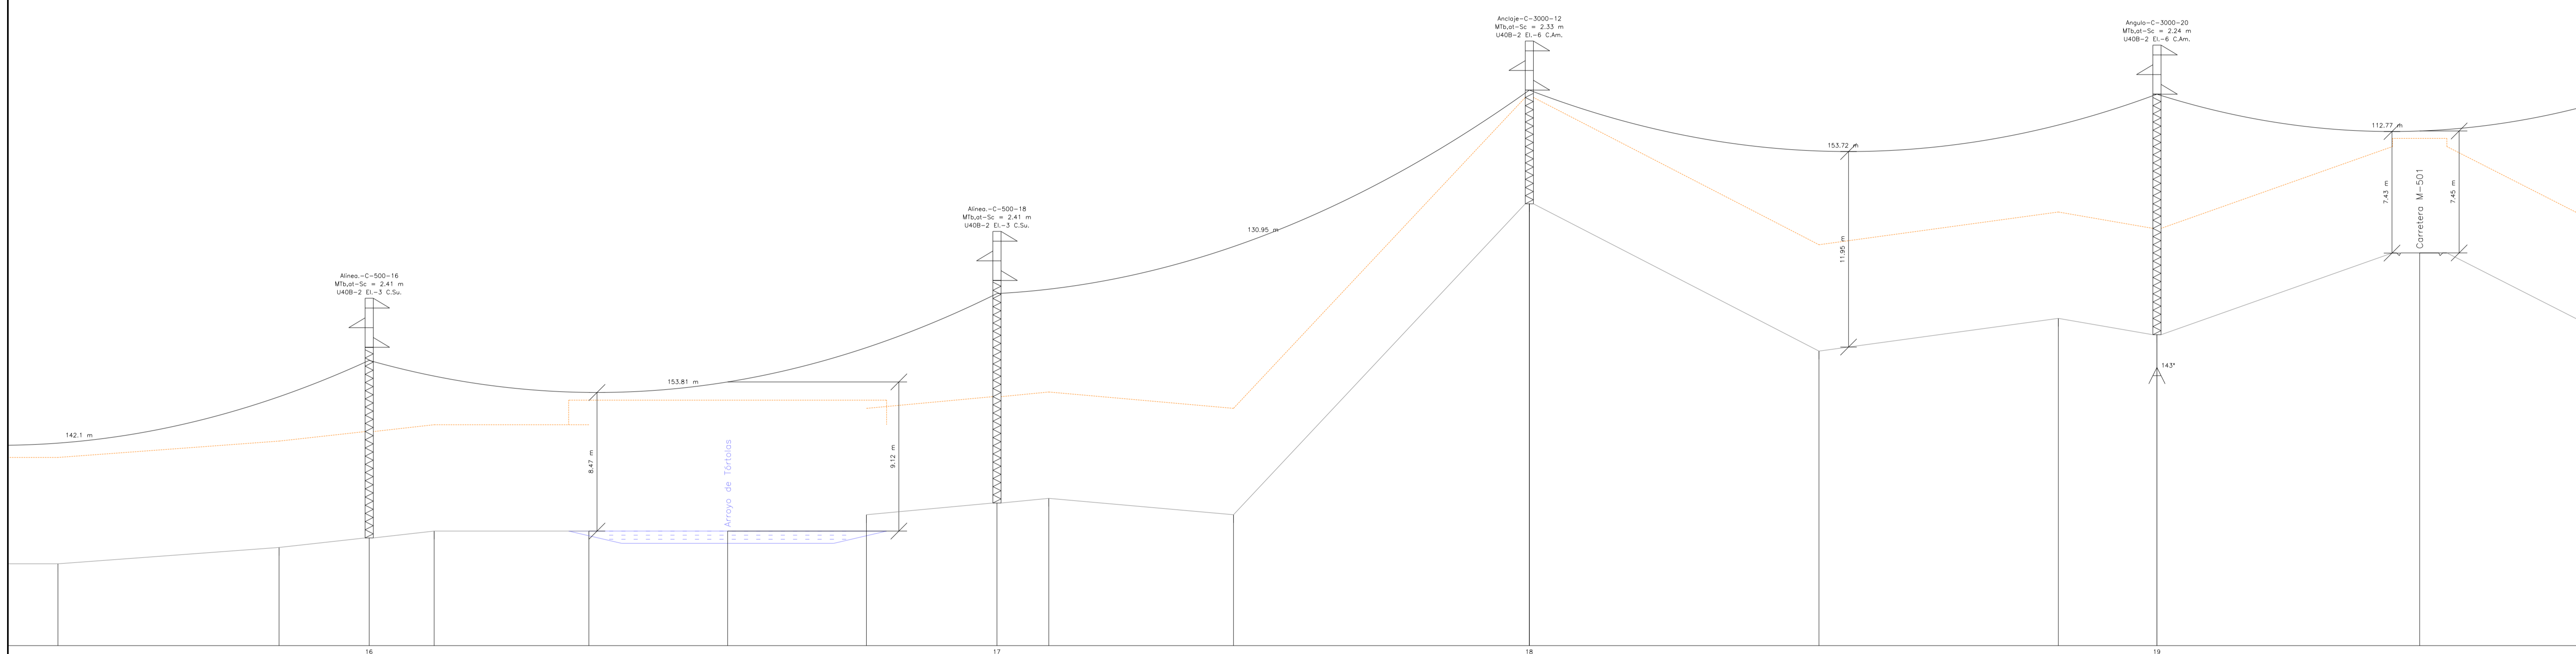 Anclaje-C-3000-12
MTb,at-Sc = 2.33 m
U40B-2 El.-6 C.Am.
Angulo-C-3000-20
MTb,at-Sc = 2.24 m
U40B-2 El.-6 C.Am.
Alinea.-C-500-18
MTb,at-Sc = 2.41 m
U40B-2 El.-3 C.Su.
Alinea.-C-500-16
MTb,at-Sc = 2.41 m
U40B-2 El.-3 C.Su.
142.1 m
153.81 m
130.95 m
153.72 m
112.77 m
8.47 m
Arroyo de Tórtolas
9.12 m
11.95 m
7.43 m
Carretera M-501
7.45 m
143º
16
17
18
19